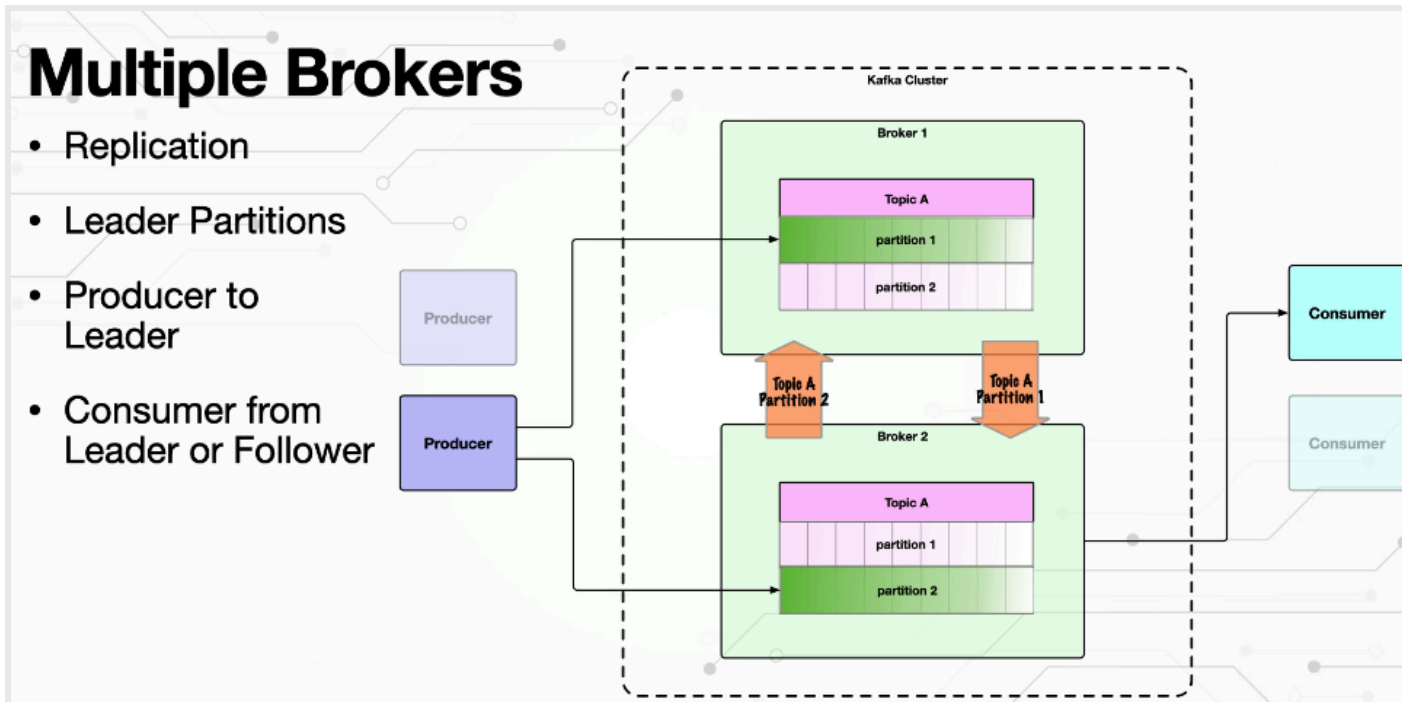 Multiple Brokers
• Replication
• Leader Partitions
• Producer to
Leader
• Consumer from
Leader or Follower
Producer
Producer
Kafka Cluster
Broker 1
Topic A
partition 1
partition 2
Topic A
Partition 2
Topic A
Partition 1
Broker 2
Topic A
partition 1
partition 2
Consumer
Consumer